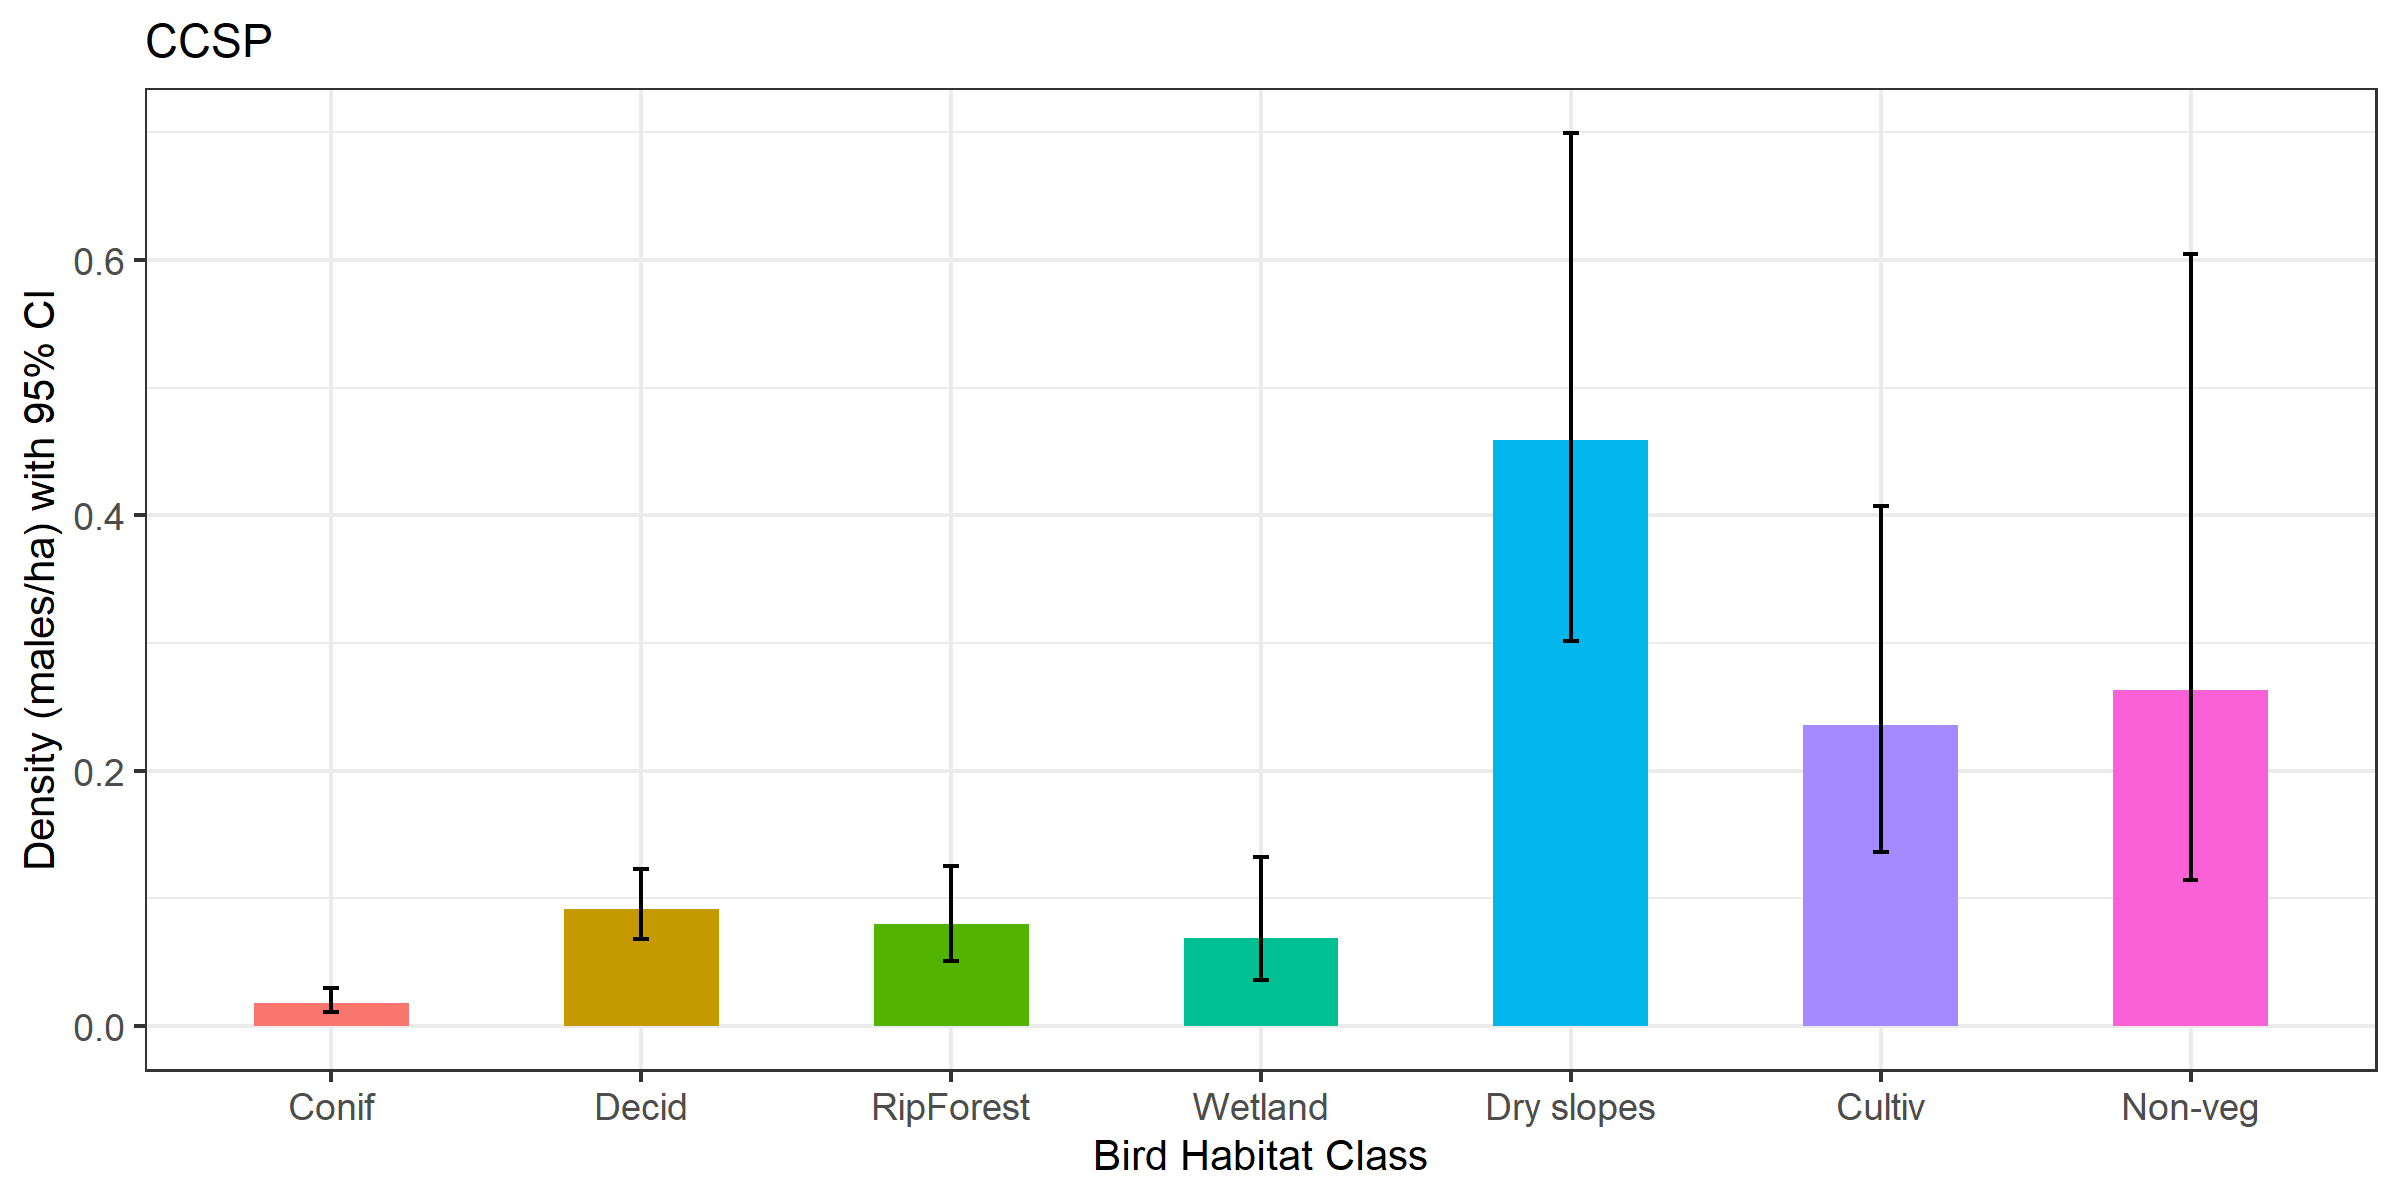 CCSP
Density (males/ha) with 95% CI
0.6
0.4
0.2
0.0
Conif Decid RipForest Wetland Dry slopes Cultiv Non-veg
Bird Habitat Class